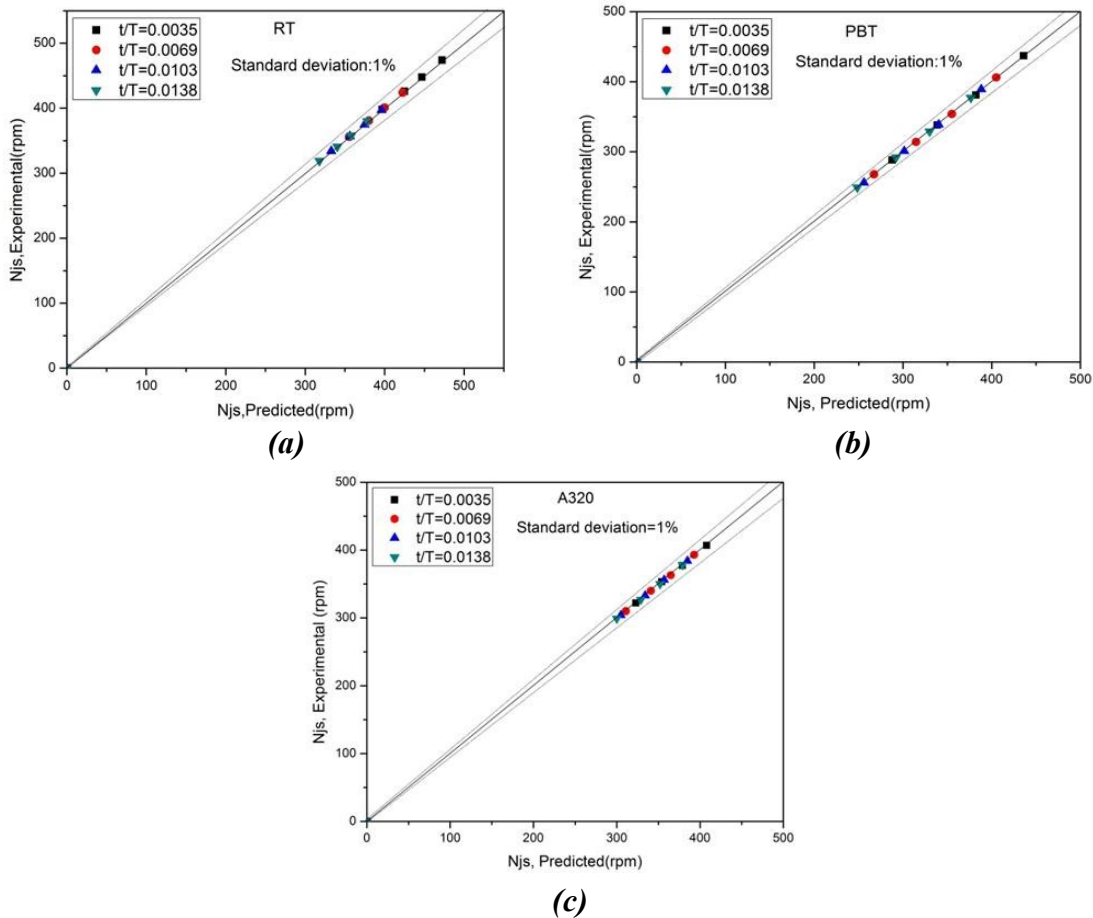 t/T=0.0035
t/T=0.0069
t/T=0.0103
t/T=0.0138
RT
Standard deviation:1%
Njs,Experimental(rpm)
500
400
300
200
100
0
0 100 200 300 400 500
Njs,Predicted(rpm)
(a)
t/T=0.0035
t/T=0.0069
t/T=0.0103
t/T=0.0138
PBT
Standard deviation:1%
Njs, Experimental(rpm)
500
400
300
200
100
0
0 100 200 300 400 500
Njs, Predicted(rpm)
(b)
t/T=0.0035
t/T=0.0069
t/T=0.0103
t/T=0.0138
A320
Standard deviation=1%
Njs, Experimental (rpm)
500
400
300
200
100
0
0 100 200 300 400 500
Njs, Predicted(rpm)
(c)